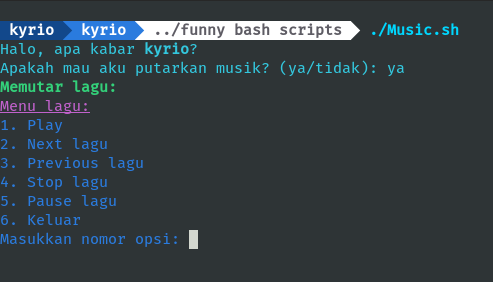 kyrio kyrio ../funny bash scripts ./Music.sh
Halo, apa kabar kyrio?
Apakah mau aku putarkan musik? (ya/tidak): ya
Memutar lagu:
Menu lagu:
1. Play
2. Next lagu
3. Previous lagu
4. Stop lagu
5. Pause lagu
6. Keluar
Masukkan nomor opsi: